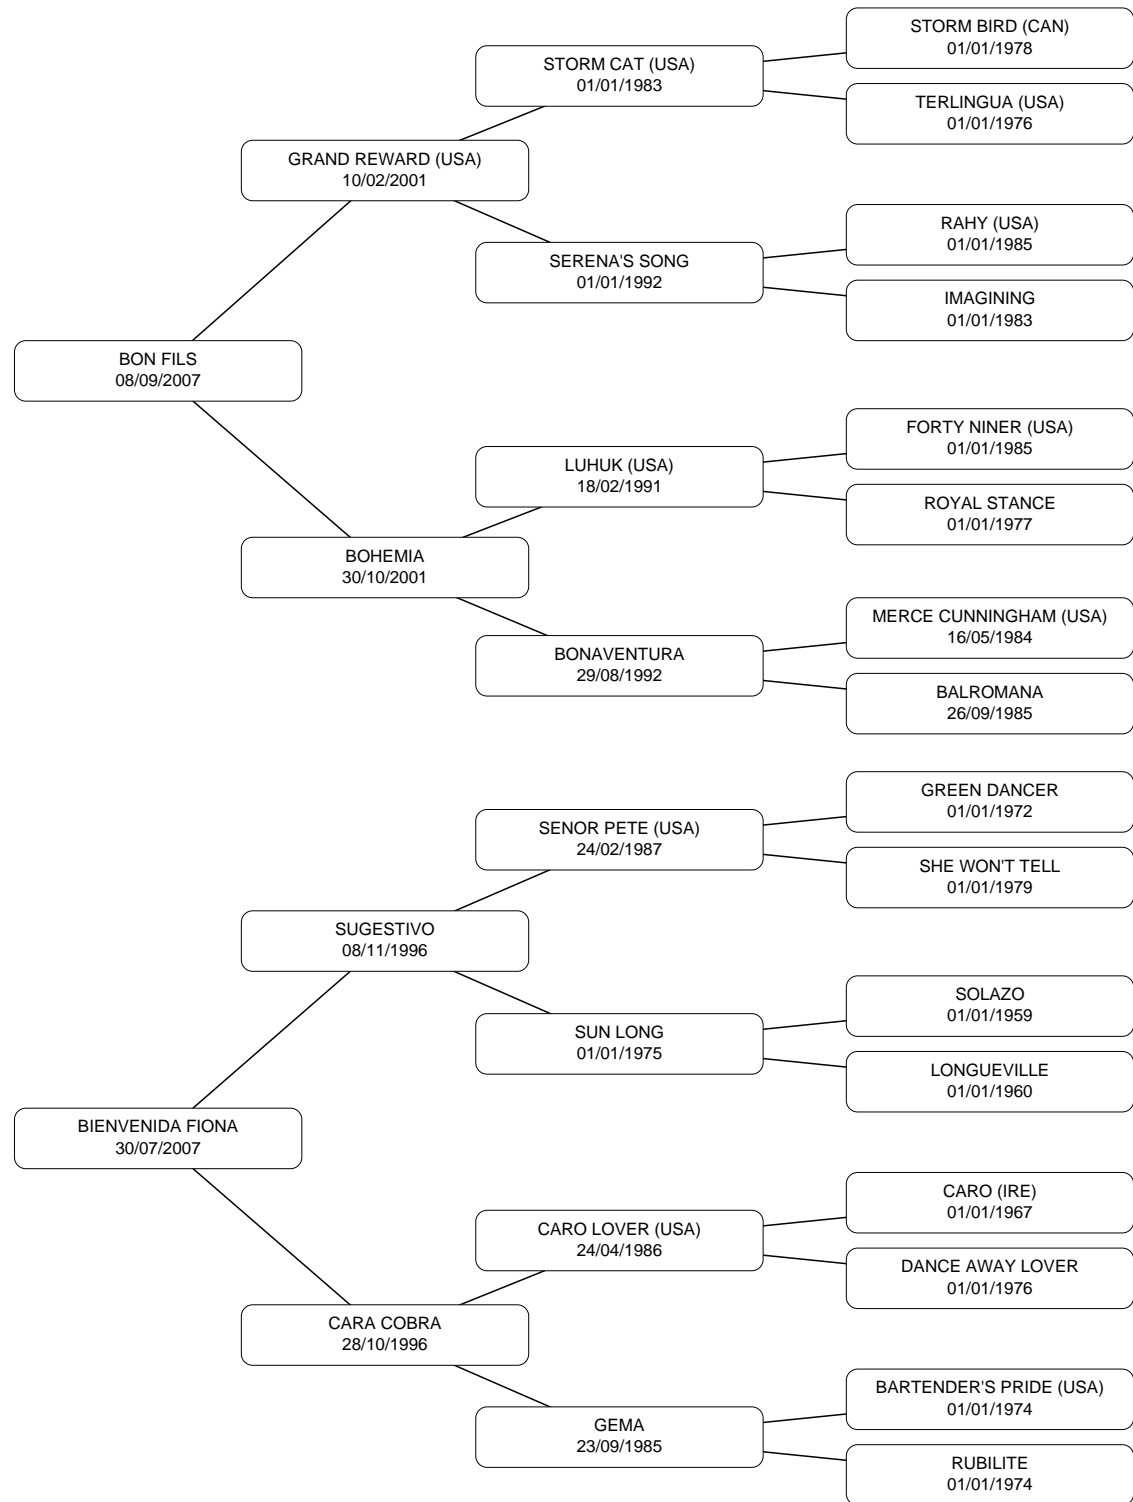 STORM BIRD (CAN)
01/01/1978
STORM CAT (USA)
01/01/1983
TERLINGUA (USA)
01/01/1976
GRAND REWARD (USA)
10/02/2001
RAHY (USA)
01/01/1985
SERENA'S SONG
01/01/1992
IMAGINING
01/01/1983
BON FILS
08/09/2007
FORTY NINER (USA)
01/01/1985
LUHUK (USA)
18/02/1991
ROYAL STANCE
01/01/1977
BOHEMIA
30/10/2001
MERCE CUNNINGHAM (USA)
16/05/1984
BONAVENTURA
29/08/1992
BALROMANA
26/09/1985
GREEN DANCER
01/01/1972
SENOR PETE (USA)
24/02/1987
SHE WON'T TELL
01/01/1979
SUGESTIVO
08/11/1996
SOLAZO
01/01/1959
SUN LONG
01/01/1975
LONGUEVILLE
01/01/1960
BIENVENIDA FIONA
30/07/2007
CARO (IRE)
01/01/1967
CARO LOVER (USA)
24/04/1986
DANCE AWAY LOVER
01/01/1976
CARA COBRA
28/10/1996
BARTENDER'S PRIDE (USA)
01/01/1974
GEMA
23/09/1985
RUBILITE
01/01/1974